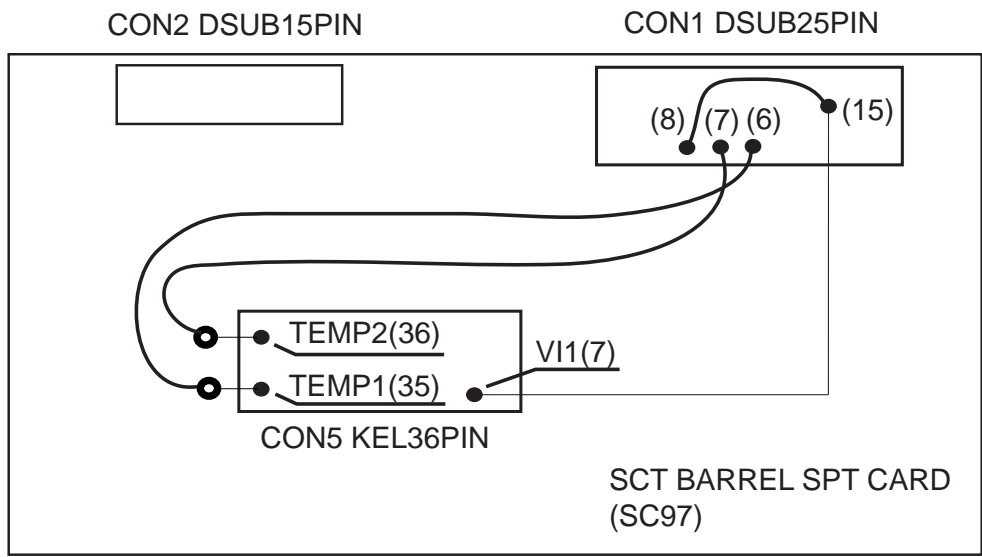 CON2 DSUB15PIN
CON1 DSUB25PIN
(8) (7) (6) (15)
TEMP2(36)
VI1(7)
TEMP1(35)
CON5 KEL36PIN
SCT BARREL SPT CARD
(SC97)